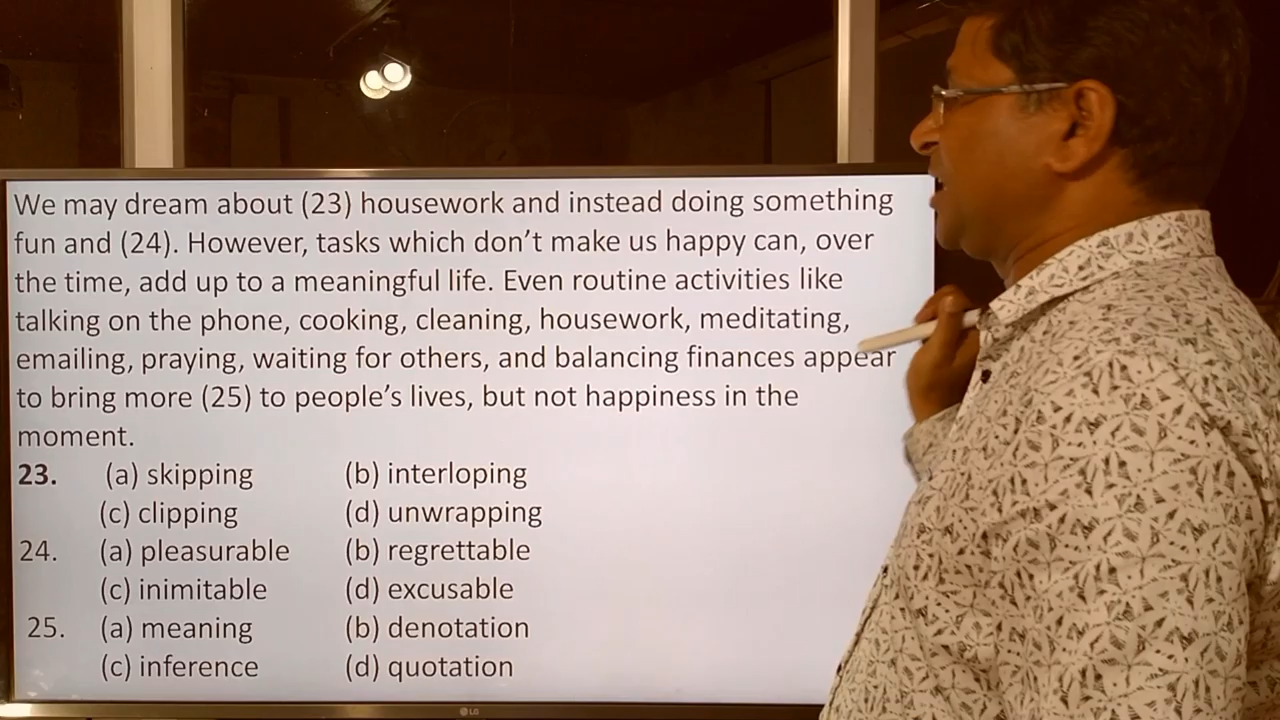 We may dream about (23) housework and instead doing something
fun and (24). However, tasks which don't make us happy can, over
the time, add up to a meaningful life. Even routine activities like
talking on the phone, cooking, cleaning, housework, meditating,
emailing, praying, waiting for others, and balancing finances appear
to bring more (25) to people's lives, but not happiness in the
moment.
23. (a) skipping (b) interloping
(c) clipping (d) unwrapping
24. (a) pleasurable (b) regrettable
(c) inimitable (d) excusable
25. (a) meaning (b) denotation
(c) inference (d) quotation
LG